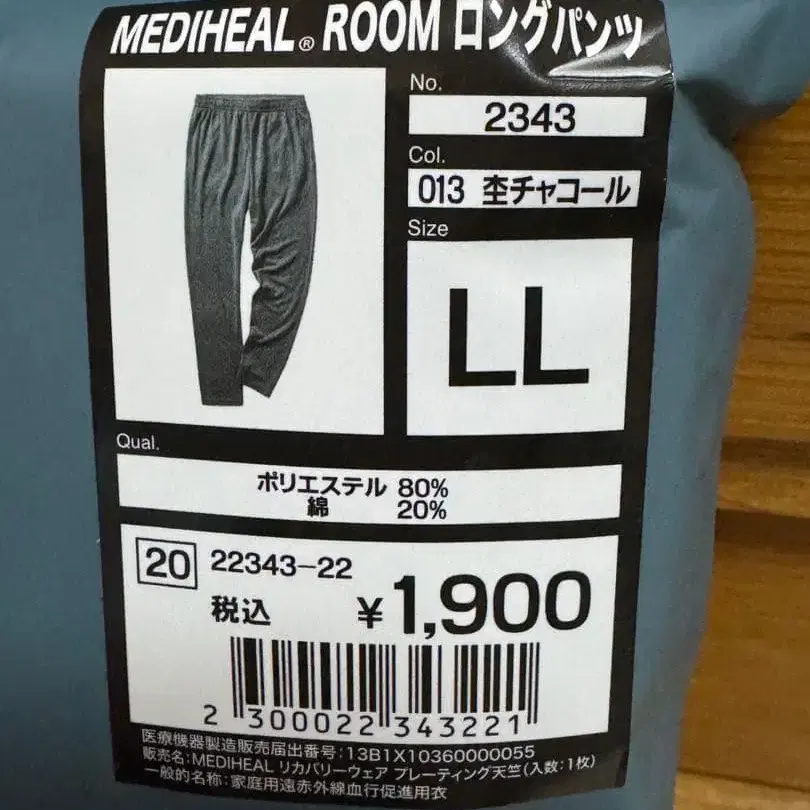 MEDIHEAL® ROOM ロングパンツ
No.
2343
Col.
013 杢チャコール
Size
LL
Qual.
ポリエステル 80%
綿 20%
20 22343-22
税込 ¥1,900
2 300022 343221
医療機器製造販売届出番号:13B1X10360000055
販売名:MEDIHEAL リカバリーウェア プレーティング天竺(入数:1枚)
一般的名称:家庭用遠赤外線血行促進用衣